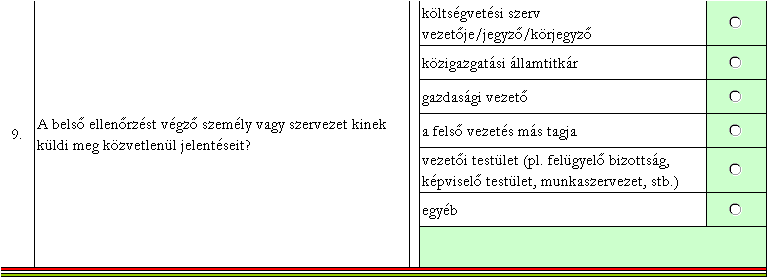 9.
A belső ellenőrzést végző személy vagy szervezet kinek
küldi meg közvetlenül jelentéseit?
költségvetési szerv
vezetője/jegyző/körjegyző
közigazgatási államtitkár
gazdasági vezető
a felső vezetés más tagja
vezetői testület (pl. felügyelő bizottság,
képviselő testület, munkaszervezet, stb.)
egyéb